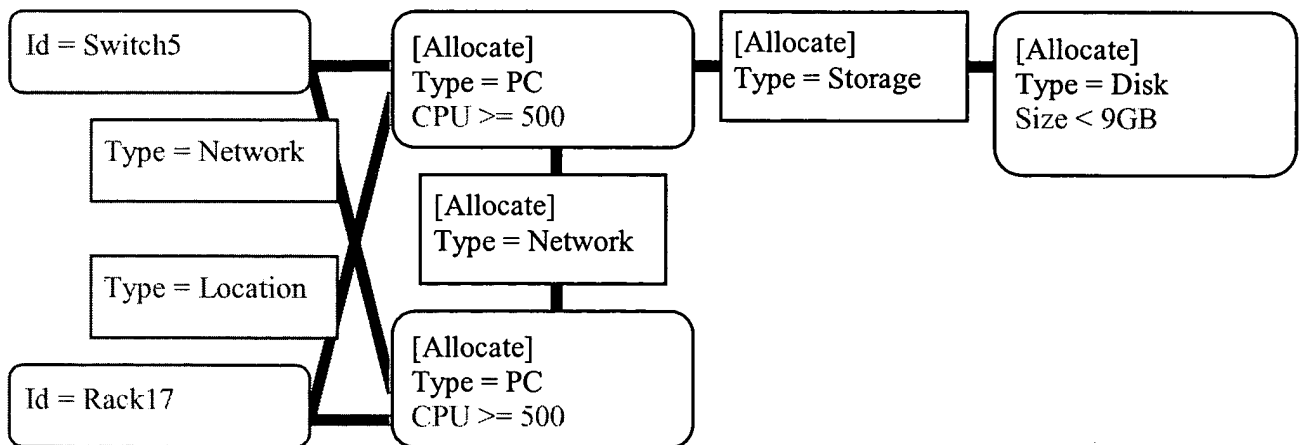 Id = Switch5
[Allocate]
Type = PC
CPU >= 500
[Allocate]
Type = Storage
[Allocate]
Type = Disk
Size < 9GB
Type = Network
[Allocate]
Type = Network
Type = Location
Id = Rack17
[Allocate]
Type = PC
CPU >= 500